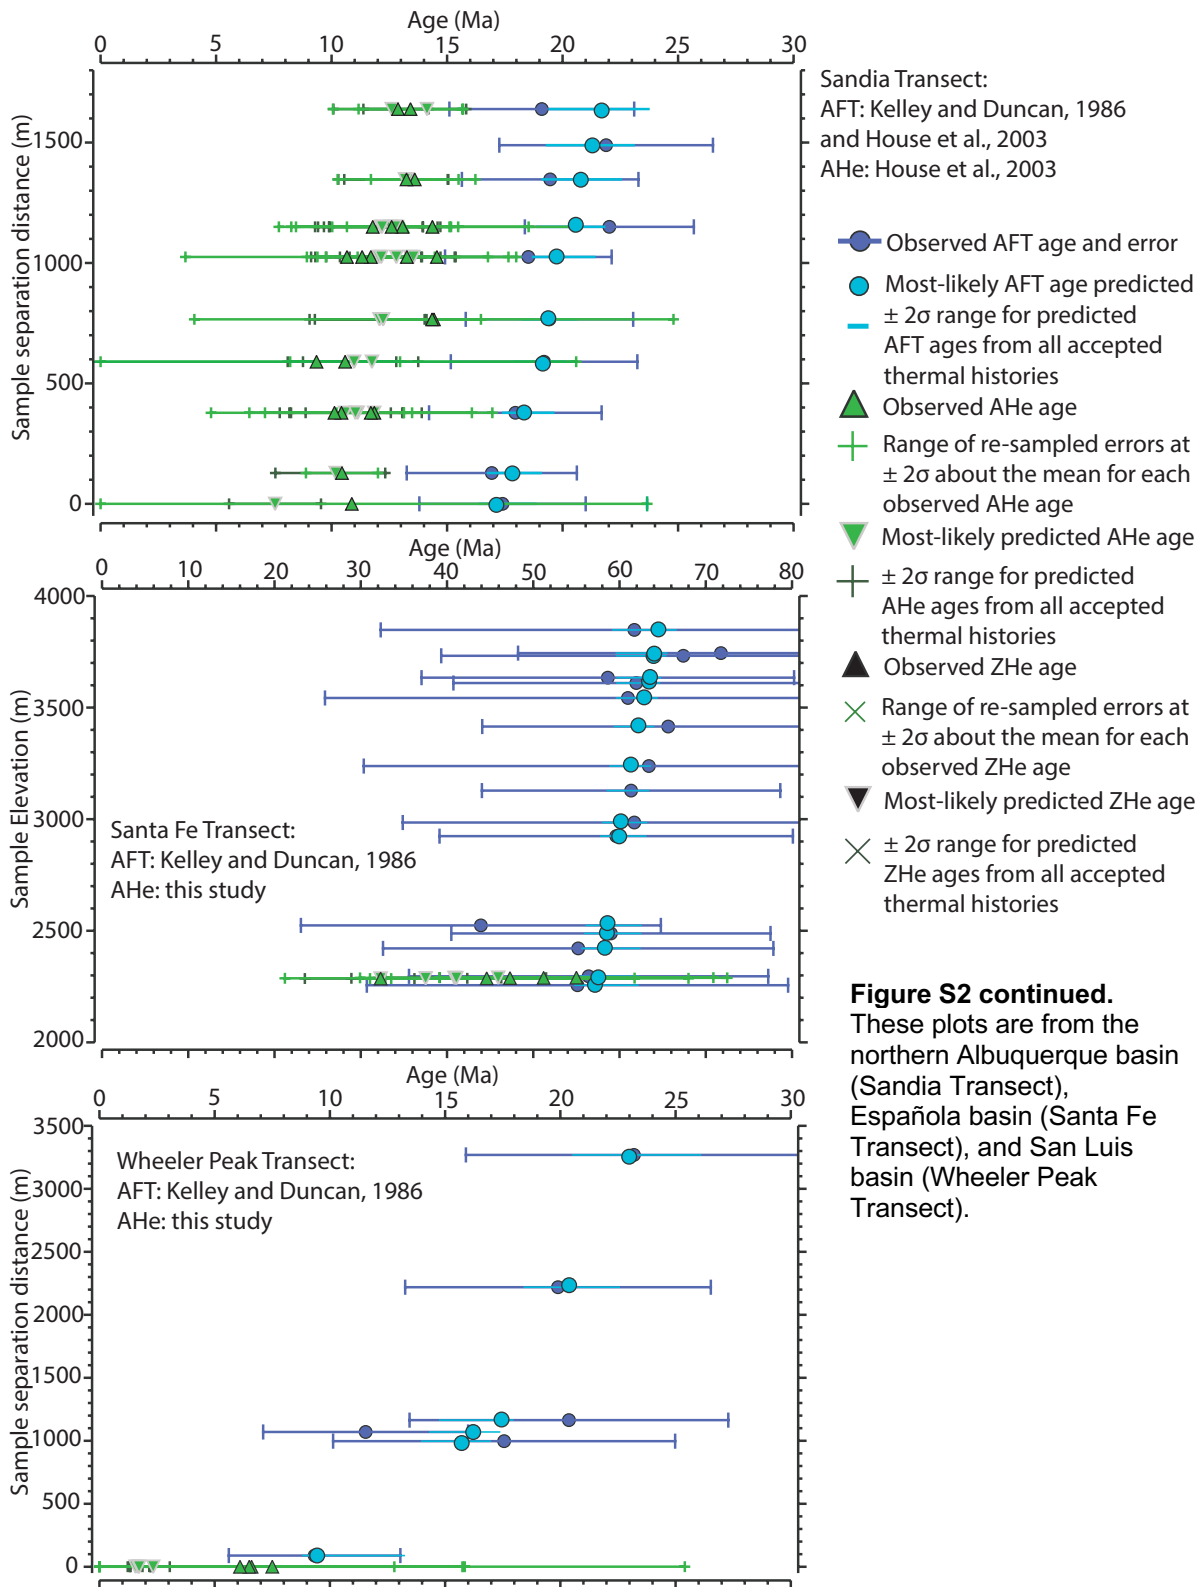 Age (Ma)
0 5 10 15 20 25 30
Sample separation distance (m)
1500
1000
500
0
Sandia Transect:
AFT: Kelley and Duncan, 1986
and House et al., 2003
AHe: House et al., 2003
Observed AFT age and error
Most-likely AFT age predicted
± 2σ range for predicted
AFT ages from all accepted
thermal histories
Observed AHe age
Range of re-sampled errors at
± 2σ about the mean for each
observed AHe age
Most-likely predicted AHe age
± 2σ range for predicted
AHe ages from all accepted
thermal histories
Observed ZHe age
Range of re-sampled errors at
± 2σ about the mean for each
observed ZHe age
Most-likely predicted ZHe age
± 2σ range for predicted
ZHe ages from all accepted
thermal histories
Age (Ma)
0 10 20 30 40 50 60 70 80
Sample Elevation (m)
4000
3500
3000
2500
2000
Santa Fe Transect:
AFT: Kelley and Duncan, 1986
AHe: this study
Age (Ma)
0 5 10 15 20 25 30
Sample separation distance (m)
3500
3000
2500
2000
1500
1000
500
0
Wheeler Peak Transect:
AFT: Kelley and Duncan, 1986
AHe: this study
Figure S2 continued.
These plots are from the
northern Albuquerque basin
(Sandia Transect),
Española basin (Santa Fe
Transect), and San Luis
basin (Wheeler Peak
Transect).